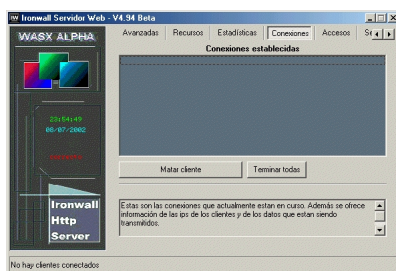 Ironwall Servidor Web - V4.94 Beta
WASX ALPHA
Avanzadas Recursos Estadísticas Conexiones Accesos
Conexiones establecidas
23:54:49
08/07/2002
Matar cliente Terminar todas
Ironwall
Http
Server
Estas son las conexiones que actualmente estan en curso. Además se ofrece
información de las ips de los clientes y de los datos que estan siendo
transmitidos.
No hay clientes conectados